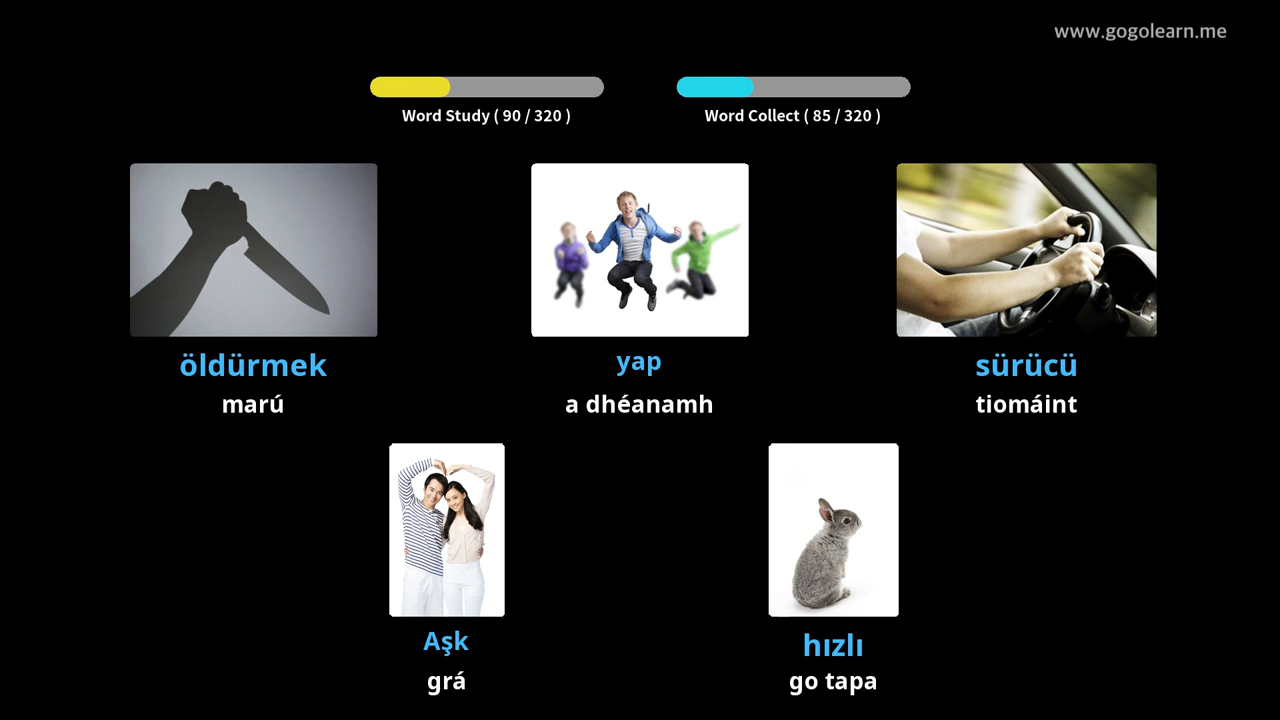 www.gogolearn.me
Word Study ( 90 / 320 )
Word Collect ( 85 / 320 )
öldürmek
marú
yap
a dhéanamh
sürücü
tiomáint
Aşk
grá
hızlı
go tapa